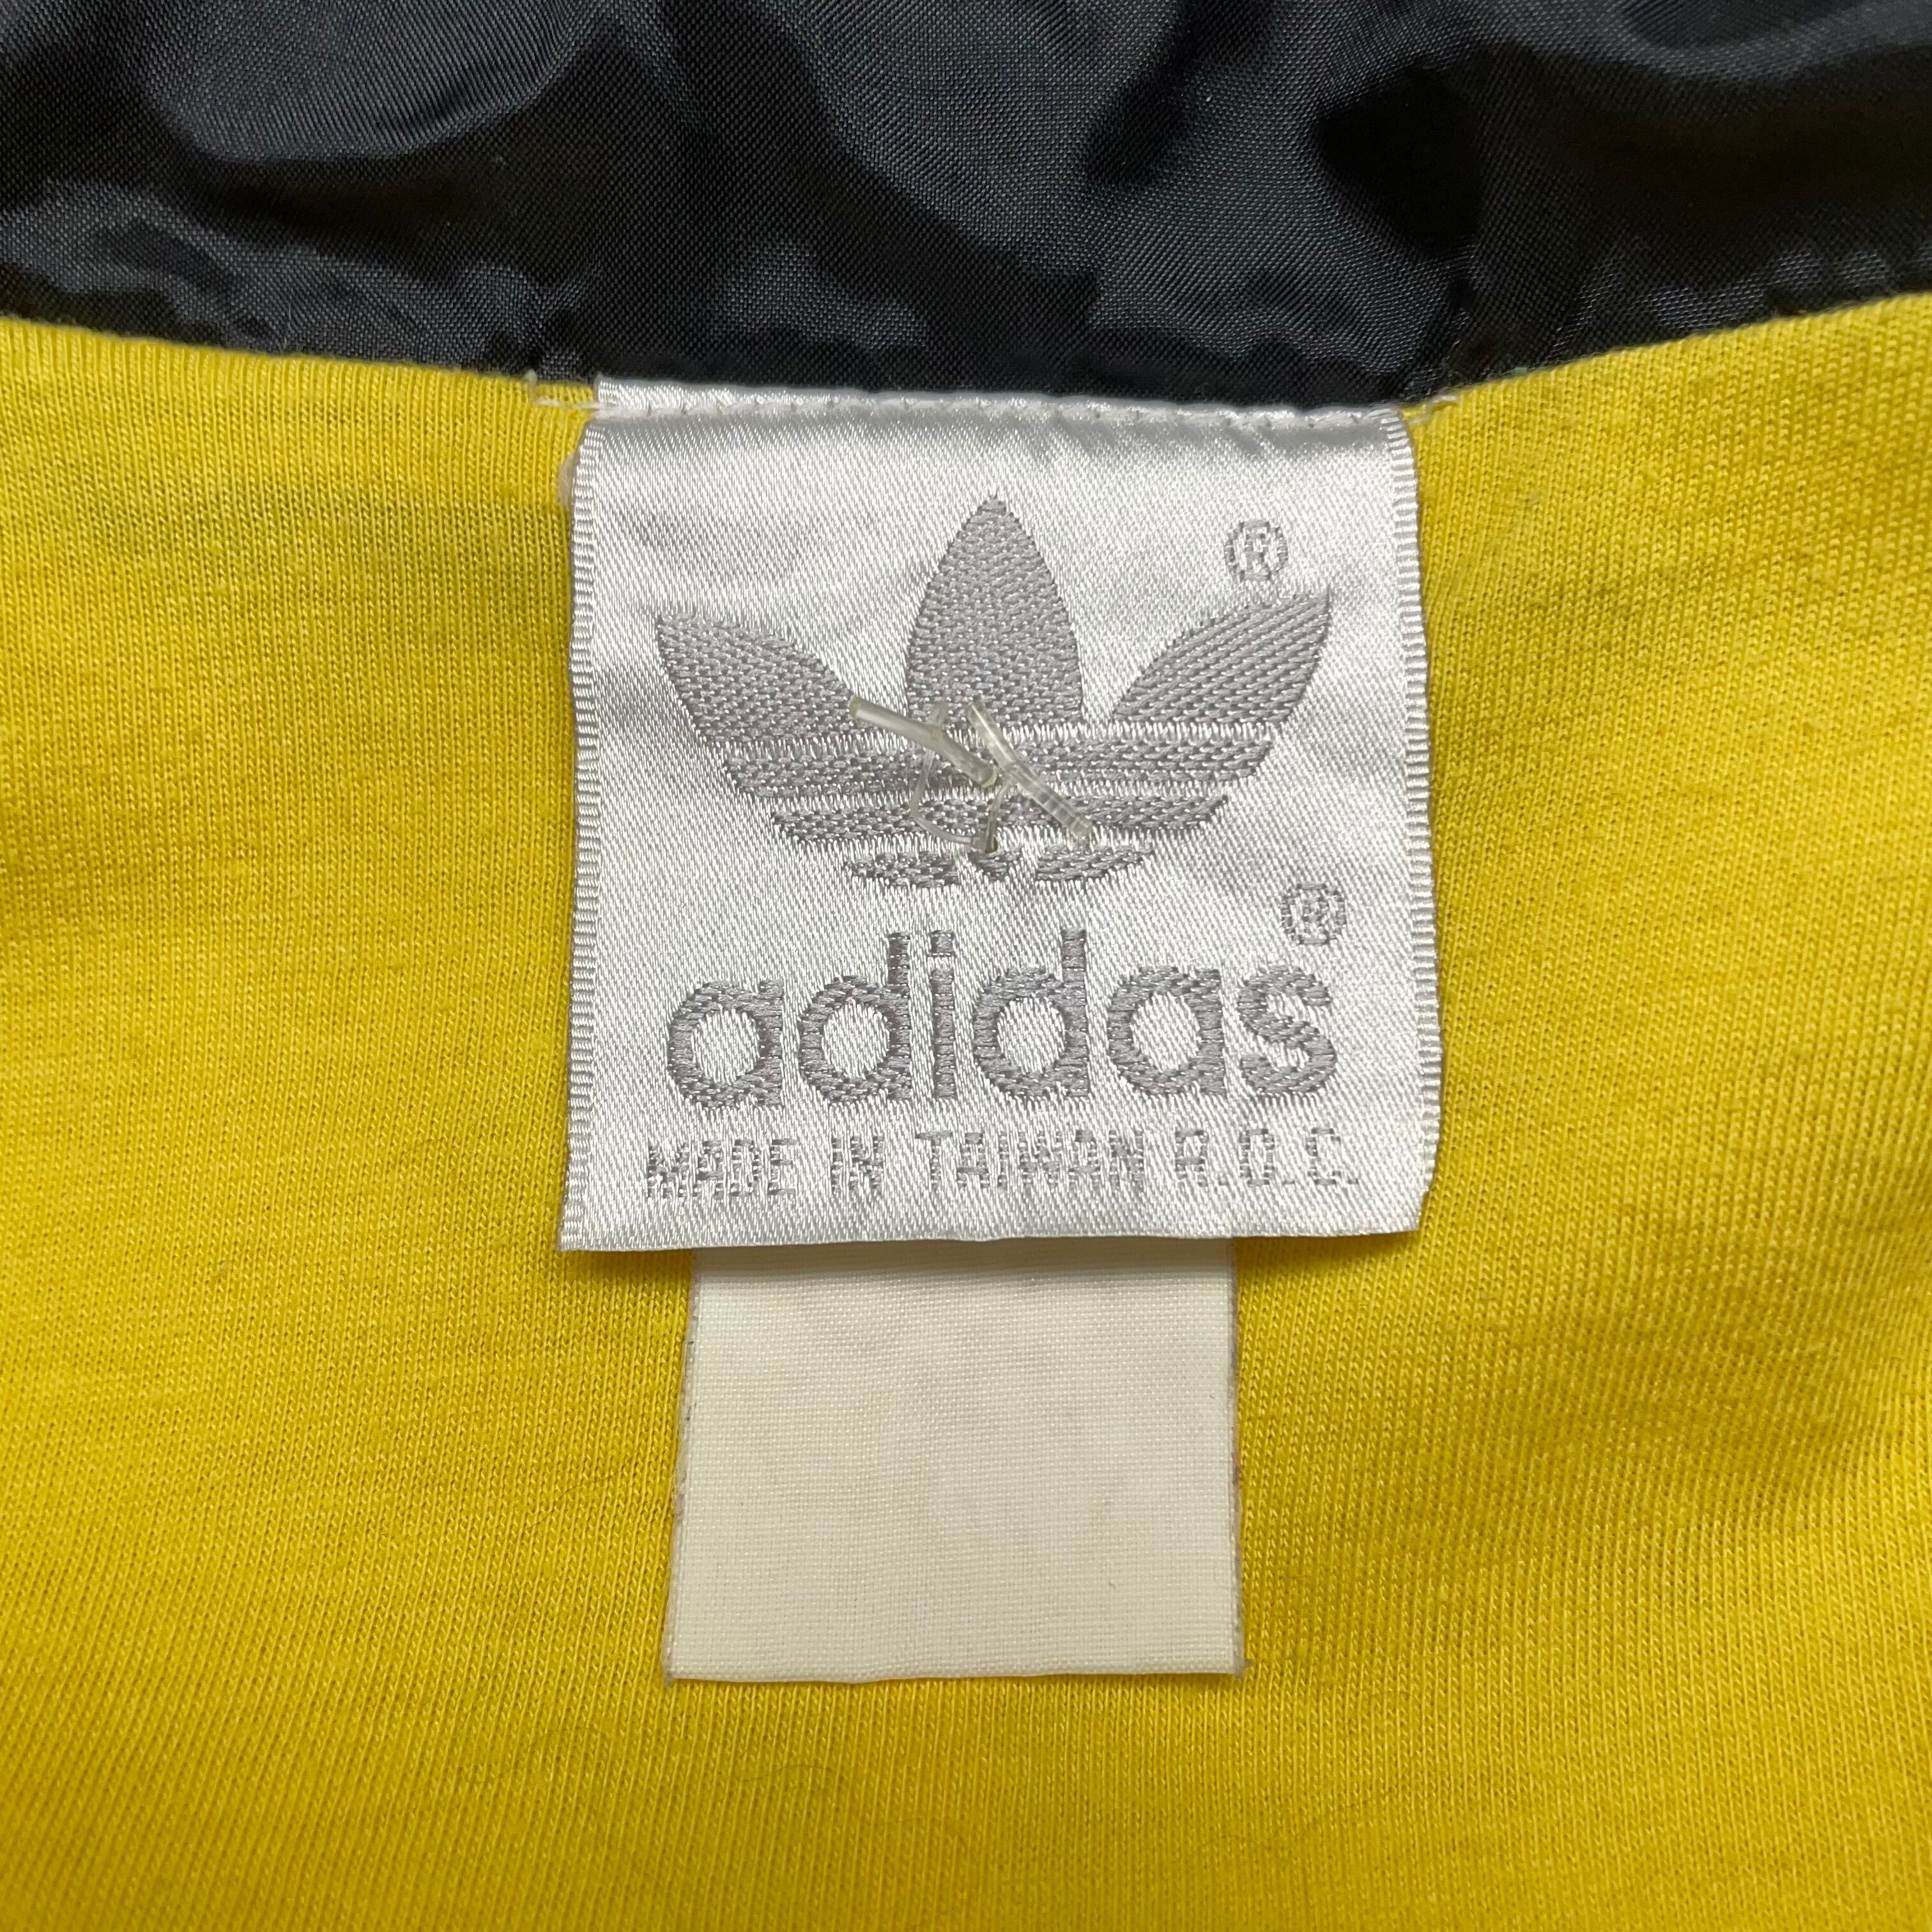 ®
adidas®
MADE IN TAIWAN R.O.C.